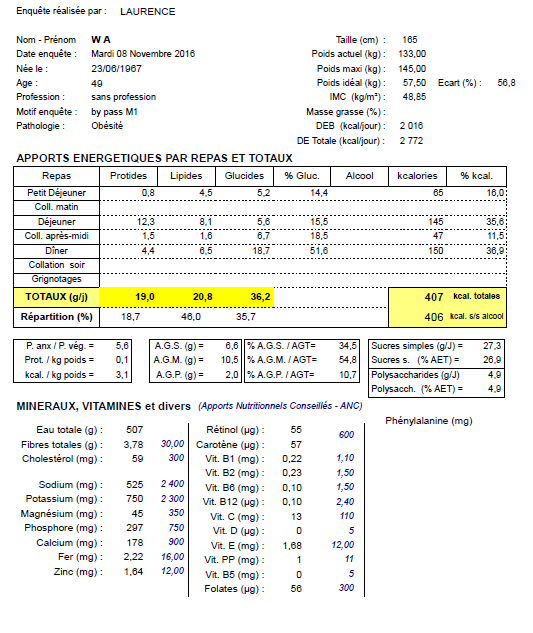 Enquête réalisée par : LAURENCE
Nom - Prénom W A Taille (cm) : 165
Date enquête : Mardi 08 Novembre 2016 Poids actuel (kg) : 133,00
Née le : 23/06/1967 Poids maxi (kg) : 145,00
Age : 49 Poids idéal (kg) : 57,50 Ecart (%) : 56,8
Profession : sans profession IMC (kg/m²) : 48,85
Motif enquête : by pass M1 Masse grasse (%) :
Pathologie : Obésité DEB (kcal/jour) : 2 016
DE Totale (kcal/jour) : 2 772
APPORTS ENERGETIQUES PAR REPAS ET TOTAUX
Repas Protides Lipides Glucides % Gluc. Alcool kcalories % kcal.
Petit Déjeuner 0,8 4,5 5,2 14,4 65 16,0
Coll. matin
Déjeuner 12,3 8,1 5,6 15,5 145 35,6
Coll. après-midi 1,5 1,6 6,7 18,5 47 11,5
Dîner 4,4 6,5 18,7 51,6 150 36,9
Collation soir
Grignotages
TOTAUX (g/j) 19,0 20,8 36,2 407 kcal. totales
Répartition (%) 18,7 46,0 35,7 406 kcal. s/s alcool
P. anx / P. vég. = 5,6 A.G.S. (g) = 6,6 % A.G.S. / AGT= 34,5 Sucres simples (g/J) = 27,3
Prot. / kg poids = 0,1 A.G.M. (g) = 10,5 % A.G.M. / AGT= 54,8 Sucres s. (% AET) = 26,9
kcal. / kg poids = 3,1 A.G.P. (g) = 2,0 % A.G.P. / AGT= 10,7 Polysaccharides (g/J) 4,9
Polysacch. (% AET) = 4,9
MINERAUX, VITAMINES et divers (Apports Nutritionnels Conseillés - ANC)
Phénylalanine (mg)
Eau totale (g) : 507 Rétinol (µg) : 55 600
Fibres totales (g) : 3,78 30,00 Carotène (µg) : 57
Cholestérol (mg) : 59 300 Vit. B1 (mg) : 0,22 1,10
Vit. B2 (mg) : 0,23 1,50
Sodium (mg) : 525 2 400 Vit. B6 (mg) : 0,10 1,50
Potassium (mg) : 750 2 300 Vit. B12 (µg) : 0,10 2,40
Magnésium (mg) : 45 350 Vit. C (mg) : 13 110
Phosphore (mg) : 297 750 Vit. D (µg) : 0 5
Calcium (mg) : 178 900 Vit. E (mg) : 1,68 12,00
Fer (mg) : 2,22 16,00 Vit. PP (mg) : 1 11
Zinc (mg) : 1,64 12,00 Vit. B5 (mg) : 0 5
Folates (µg) : 56 300